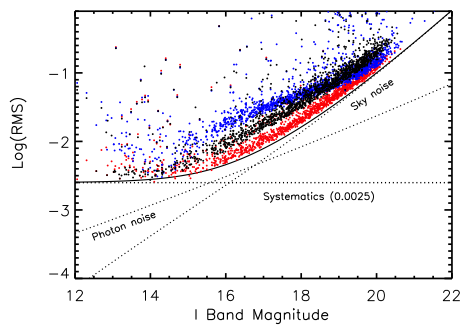 Log(RMS)
−1
−2
−3
−4
Sky noise
Systematics (0.0025)
Photon noise
12 14 16 18 20 22
I Band Magnitude